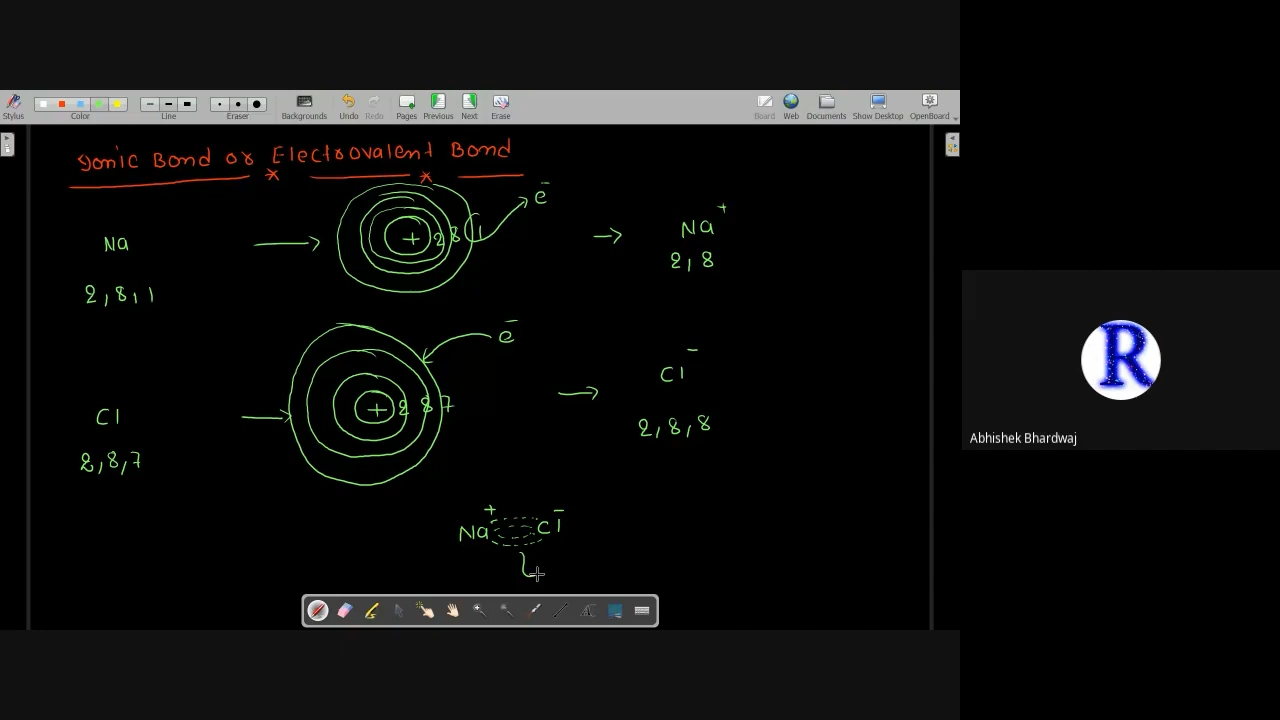 Stylus Color Line Eraser Backgrounds Undo Redo Pages Previous Next Erase Board Web Documents Show Desktop OpenBoard
Ionic Bond or Electrovalent Bond
Na → + 2 8 1 e⁻ → Na⁺
2,8,1 2,8
Cl → + 2 8 7 e⁻ → Cl⁻
2,8,7 2,8,8
Na⁺ Cl⁻
R
Abhishek Bhardwaj